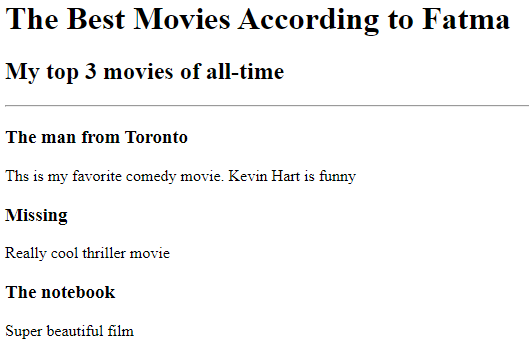 The Best Movies According to Fatma
My top 3 movies of all-time
The man from Toronto
Ths is my favorite comedy movie. Kevin Hart is funny
Missing
Really cool thriller movie
The notebook
Super beautiful film